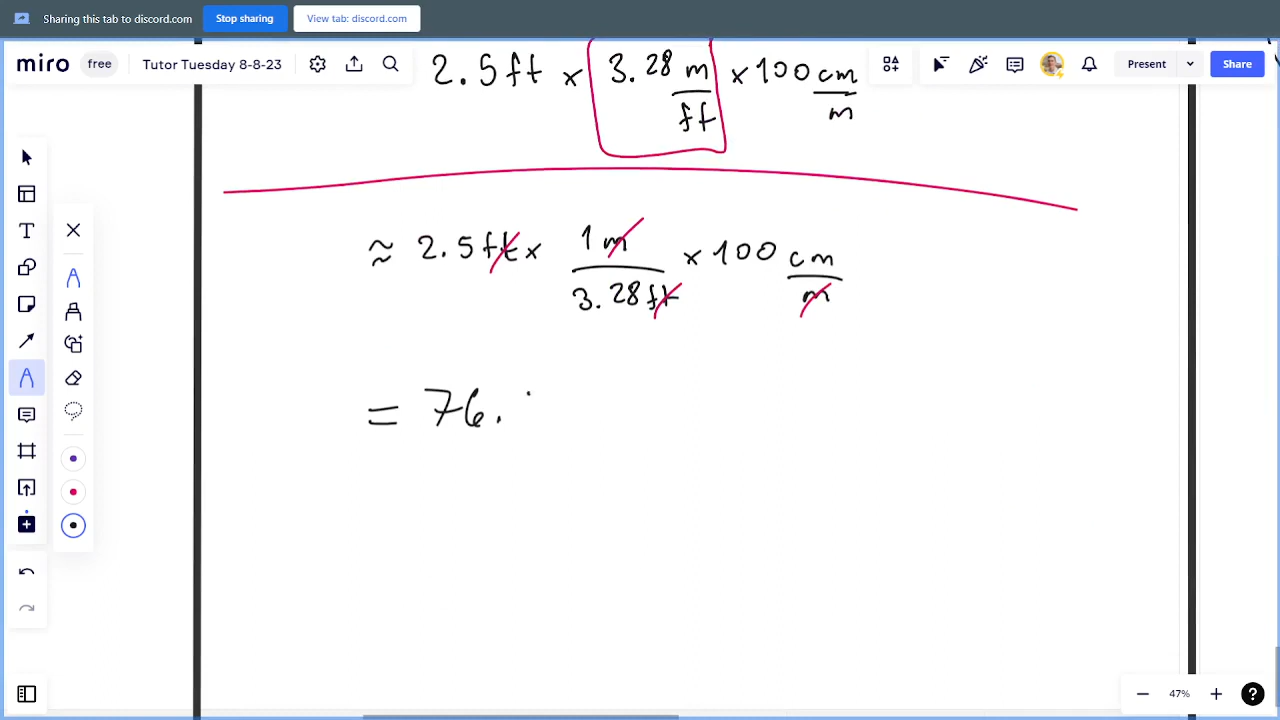 Sharing this tab to discord.com Stop sharing View tab: discord.com
miro free Tutor Tuesday 8-8-23 Present Share
2.5 ft × 3.28 m/ft × 100 cm/m
≈ 2.5 ft × 1 m/3.28 ft × 100 cm/m
= 76.
47%